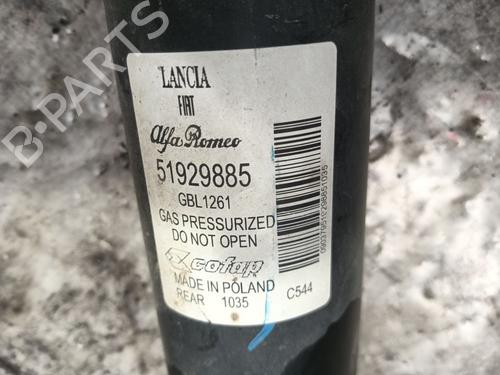 B-PARTS
LANCIA
FIAT
Alfa Romeo
51929885
GBL1261
GAS PRESSURIZED
DO NOT OPEN
cofap
MADE IN POLAND
REAR 1035 C544